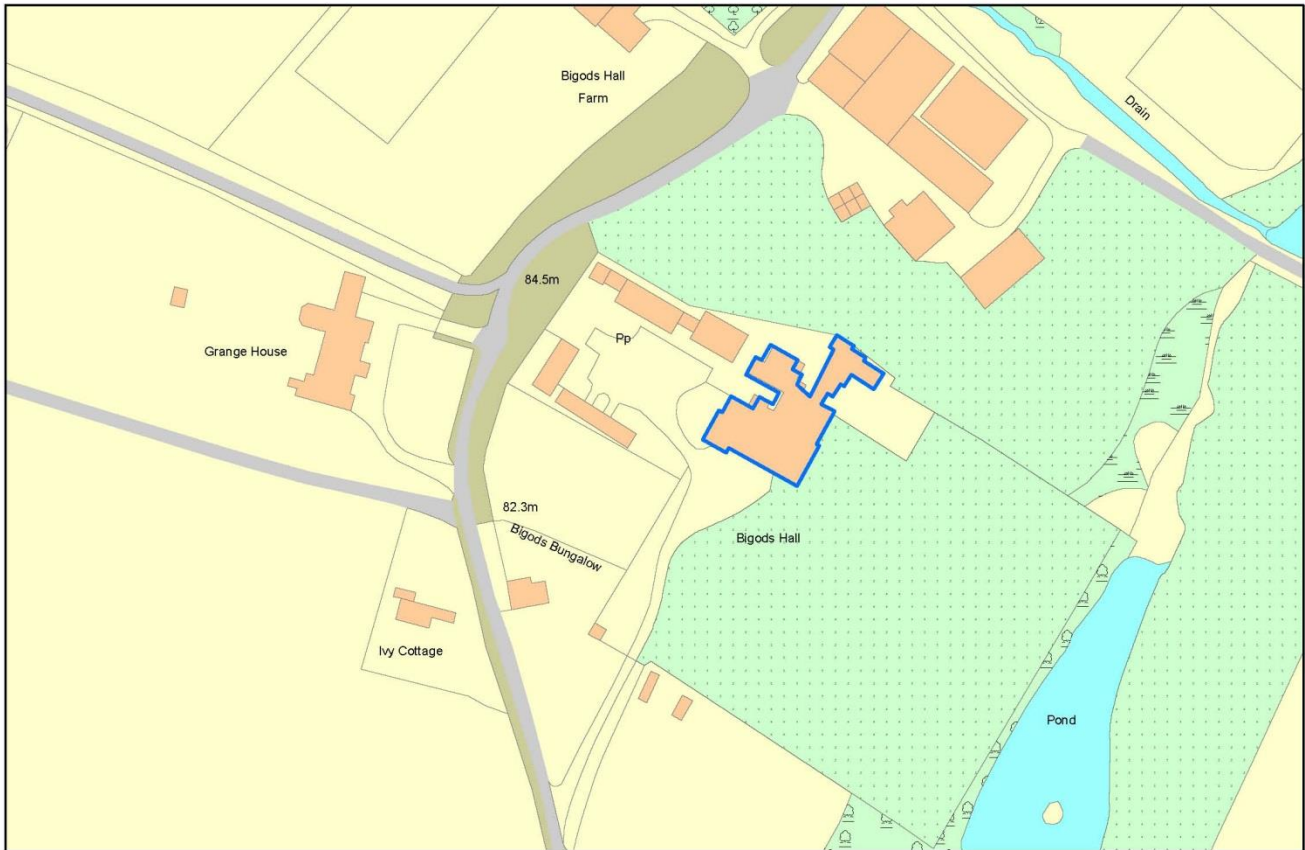 Bigods Hall
Farm
Drain
84.5m
Grange House
Pp
82.3m
Bigods Bungalow
Bigods Hall
Ivy Cottage
Pond